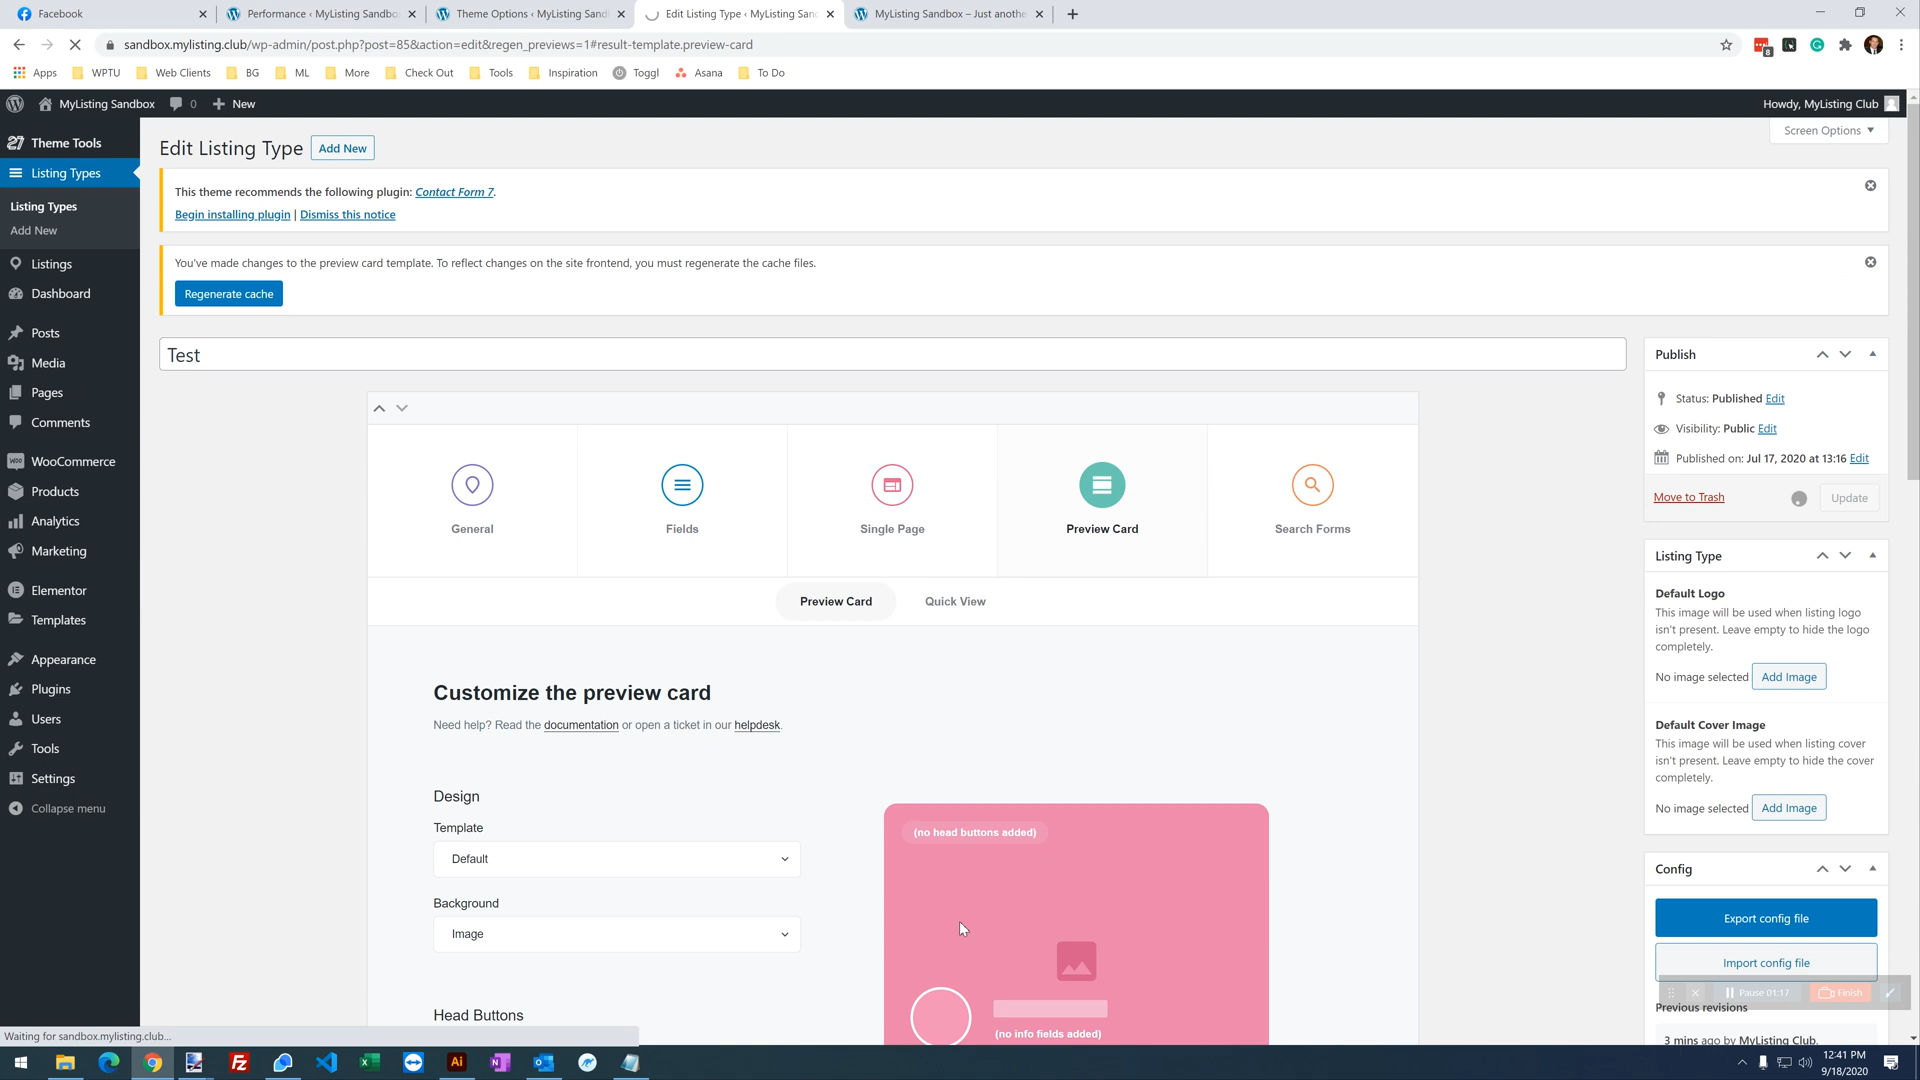 Facebook
Performance ‹ MyListing Sandbo
Theme Options ‹ MyListing Sand
Edit Listing Type ‹ MyListing San
MyListing Sandbox – Just anothe
sandbox.mylisting.club/wp-admin/post.php?post=85&action=edit&regen_previews=1#result-template.preview-card
8
Apps
WPTU
Web Clients
BG
ML
More
Check Out
Tools
Inspiration
Toggl
Asana
To Do
MyListing Sandbox
0
New
Howdy, MyListing Club
Screen Options
27 Theme Tools
Listing Types
Listing Types
Add New
Listings
Dashboard
Posts
Media
Pages
Comments
WooCommerce
Products
Analytics
Marketing
Elementor
Templates
Appearance
Plugins
Users
Tools
Settings
Collapse menu
Edit Listing Type
Add New
This theme recommends the following plugin: Contact Form 7.
Begin installing plugin | Dismiss this notice
You've made changes to the preview card template. To reflect changes on the site frontend, you must regenerate the cache files.
Regenerate cache
Test
General
Fields
Single Page
Preview Card
Search Forms
Preview Card
Quick View
Customize the preview card
Need help? Read the documentation or open a ticket in our helpdesk.
Design
Template
Default
Background
Image
Head Buttons
(no head buttons added)
(no info fields added)
Publish
Status: Published Edit
Visibility: Public Edit
Published on: Jul 17, 2020 at 13:16 Edit
Move to Trash
Update
Listing Type
Default Logo
This image will be used when listing logo
isn't present. Leave empty to hide the logo
completely.
No image selected
Add Image
Default Cover Image
This image will be used when listing cover
isn't present. Leave empty to hide the cover
completely.
No image selected
Add Image
Config
Export config file
Import config file
Pause 01:17
Finish
Previous revisions
3 mins ago by MyListing Club.
Waiting for sandbox.mylisting.club...
12:41 PM
9/18/2020